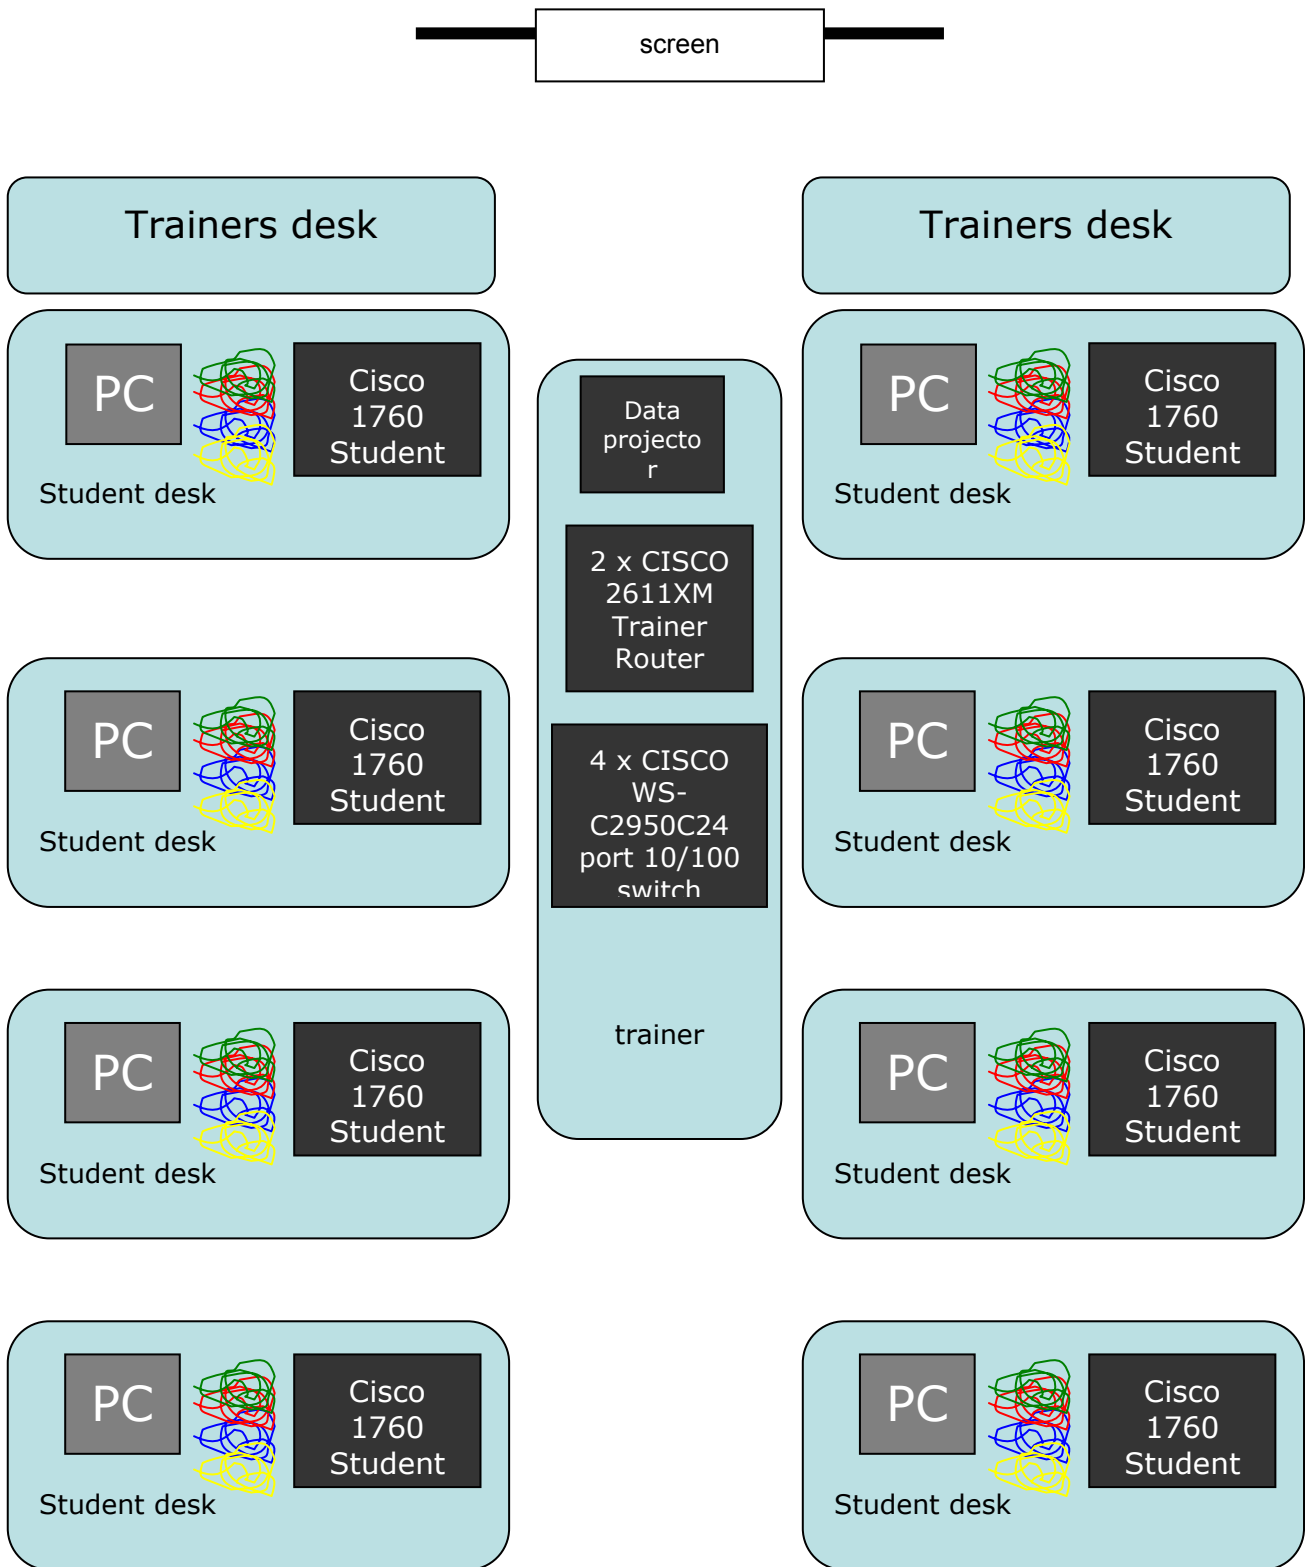 screen
Trainers desk
Trainers desk
PC
Cisco
1760
Student
Student desk
Data
projecto
r
PC
Cisco
1760
Student
Student desk
2 x CISCO
2611XM
Trainer
Router
PC
Cisco
1760
Student
Student desk
4 x CISCO
WS-
C2950C24
port 10/100
switch
PC
Cisco
1760
Student
Student desk
PC
Cisco
1760
Student
Student desk
trainer
PC
Cisco
1760
Student
Student desk
PC
Cisco
1760
Student
Student desk
PC
Cisco
1760
Student
Student desk